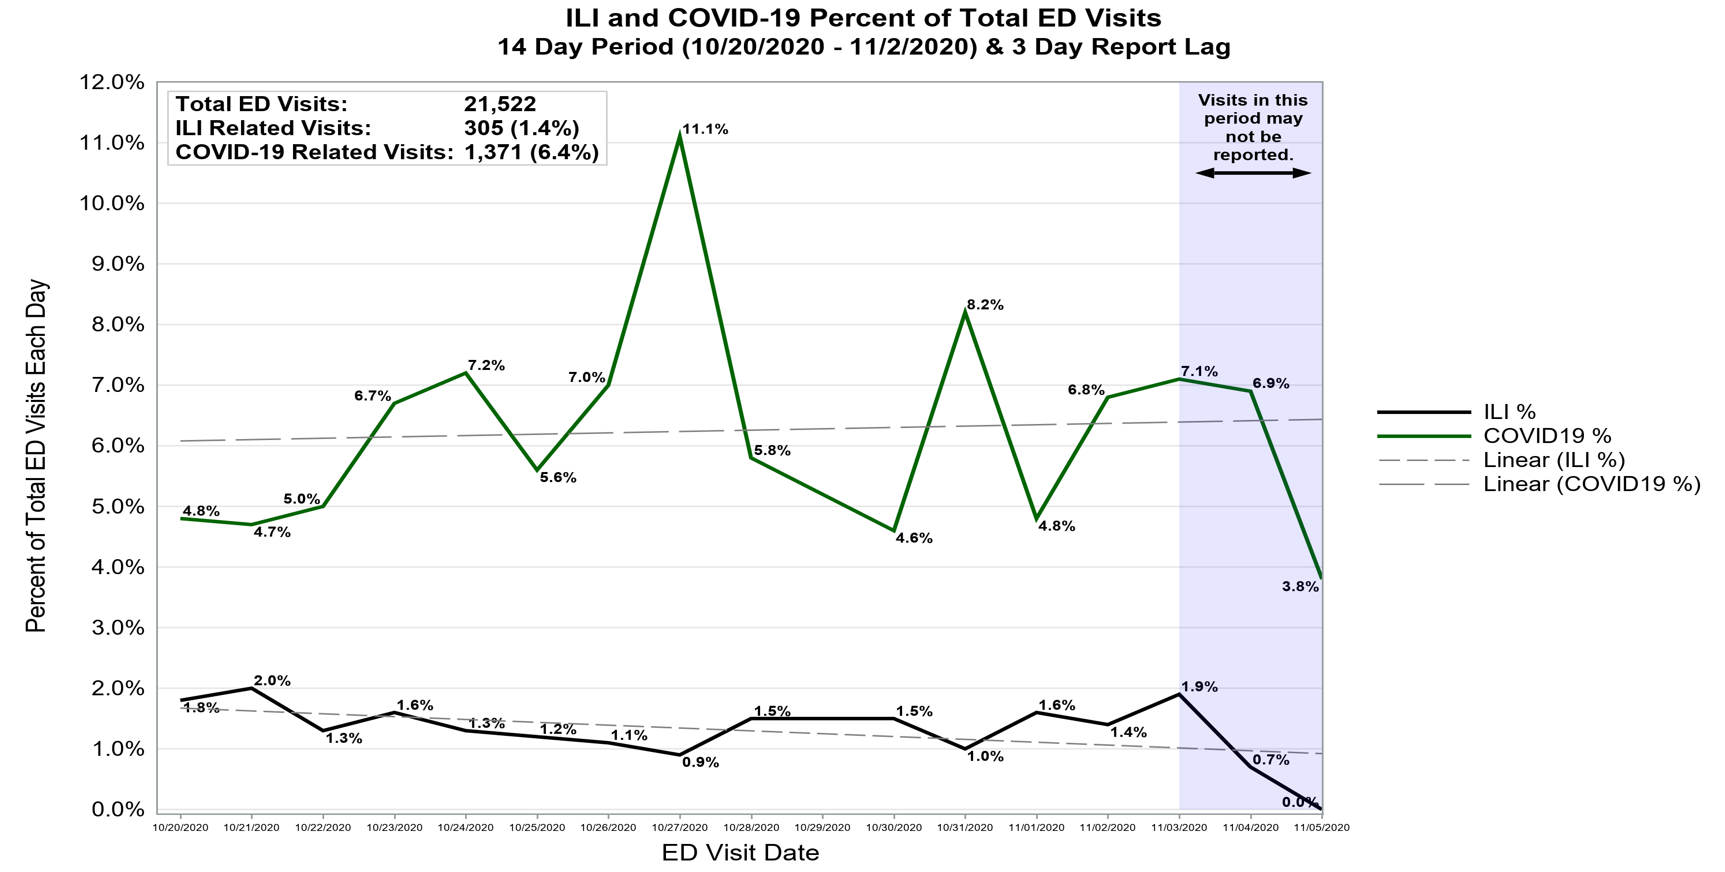 ILI and COVID-19 Percent of Total ED Visits
14 Day Period (10/20/2020 - 11/2/2020) & 3 Day Report Lag
12.0%
11.0%
10.0%
9.0%
8.0%
7.0%
6.0%
5.0%
4.0%
3.0%
2.0%
1.0%
0.0%
Percent of Total ED Visits Each Day
Total ED Visits: 21,522
ILI Related Visits: 305 (1.4%)
COVID-19 Related Visits: 1,371 (6.4%)
Visits in this
period may
not be
reported.
4.8%
4.7%
5.0%
6.7%
7.2%
5.6%
7.0%
11.1%
5.8%
4.6%
8.2%
4.8%
6.8%
7.1%
6.9%
3.8%
1.8%
2.0%
1.3%
1.6%
1.3%
1.2%
1.1%
0.9%
1.5%
1.5%
1.0%
1.6%
1.4%
1.9%
0.7%
0.0%
10/20/2020 10/21/2020 10/22/2020 10/23/2020 10/24/2020 10/25/2020 10/26/2020 10/27/2020 10/28/2020 10/29/2020 10/30/2020 10/31/2020 11/01/2020 11/02/2020 11/03/2020 11/04/2020 11/05/2020
ED Visit Date
ILI %
COVID19 %
Linear (ILI %)
Linear (COVID19 %)